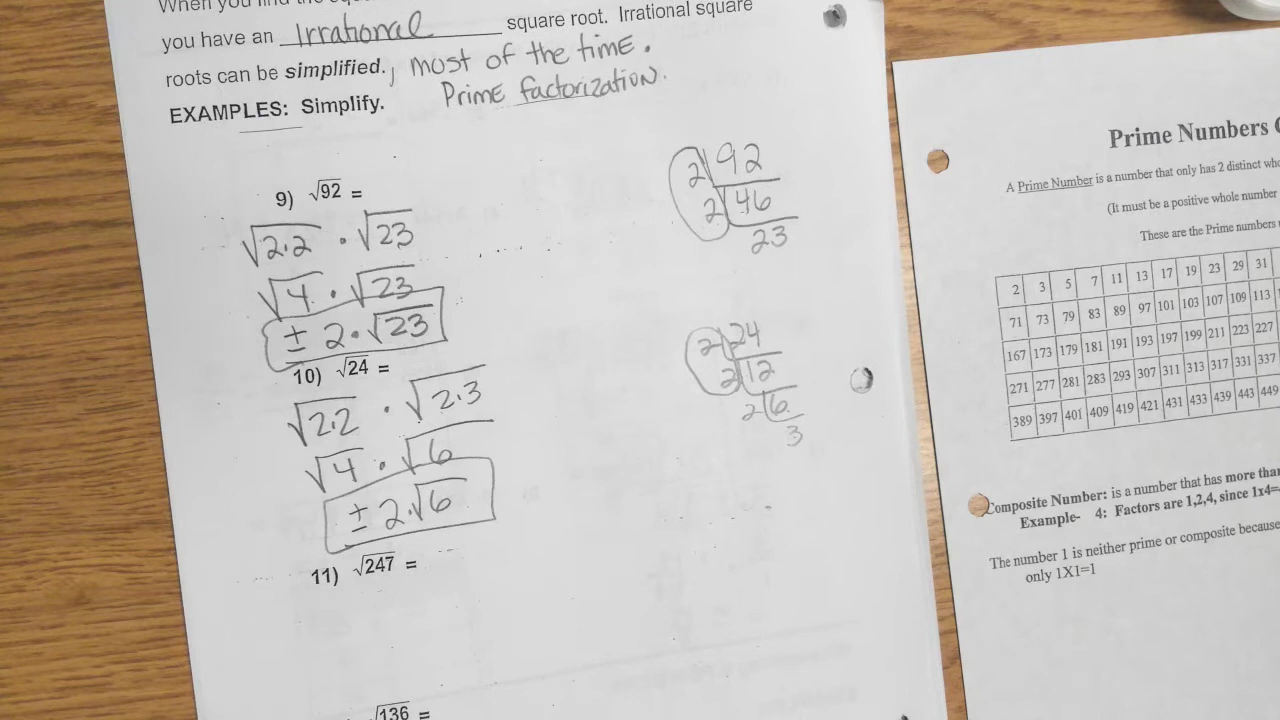 When you find the
you have an Irrational square root. Irrational square
roots can be simplified., most of the time.
EXAMPLES: Simplify. Prime factorization.
9) √92 =
√2·2 · √23
√4 · √23
± 2·√23
2 92
2 46
23
10) √24 =
√2·2 · √2·3
√4 · √6
± 2·√6
2 24
2 12
2 6
3
11) √247 =
√136 =
Prime Numbers
A Prime Number is a number that only has 2 distinct
(It must be a positive whole number
These are the Prime numbers
2 3 5 7 11 13 17 19 23 29 31
71 73 79 83 89 97 101 103 107 109 113
167 173 179 181 191 193 197 199 211 223 227
271 277 281 283 293 307 311 313 317 331 337
389 397 401 409 419 421 431 433 439 443 449
Composite Number: is a number that has more than
Example- 4: Factors are 1,2,4, since 1x4=
The number 1 is neither prime or composite because
only 1X1=1